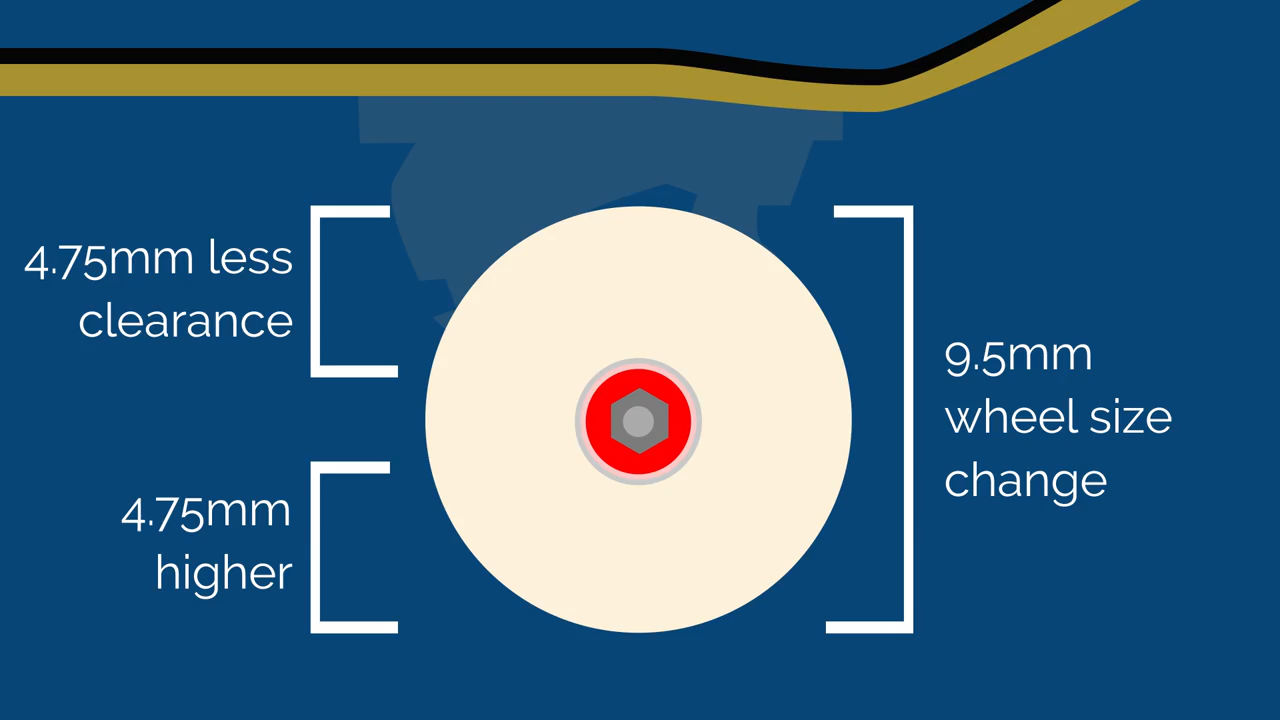 4.75mm less
clearance
4.75mm
higher
9.5mm
wheel size
change